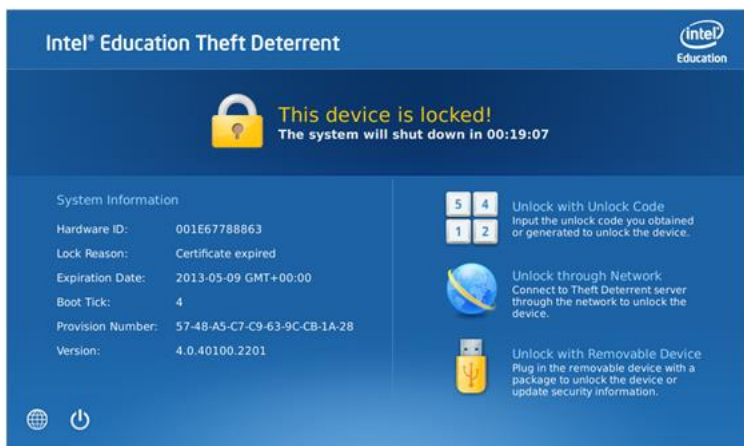 Intel® Education Theft Deterrent
intel
Education
This device is locked!
The system will shut down in 00:19:07
System Information
Hardware ID: 001E67788863
Lock Reason: Certificate expired
Expiration Date: 2013-05-09 GMT+00:00
Boot Tick: 4
Provision Number: 57-48-A5-C7-C9-63-9C-CB-1A-28
Version: 4.0.40100.2201
5 4
1 2
Unlock with Unlock Code
Input the unlock code you obtained
or generated to unlock the device.
Unlock through Network
Connect to Theft Deterrent server
through the network to unlock the
device.
Unlock with Removable Device
Plug in the removable device with a
package to unlock the device or
update security information.